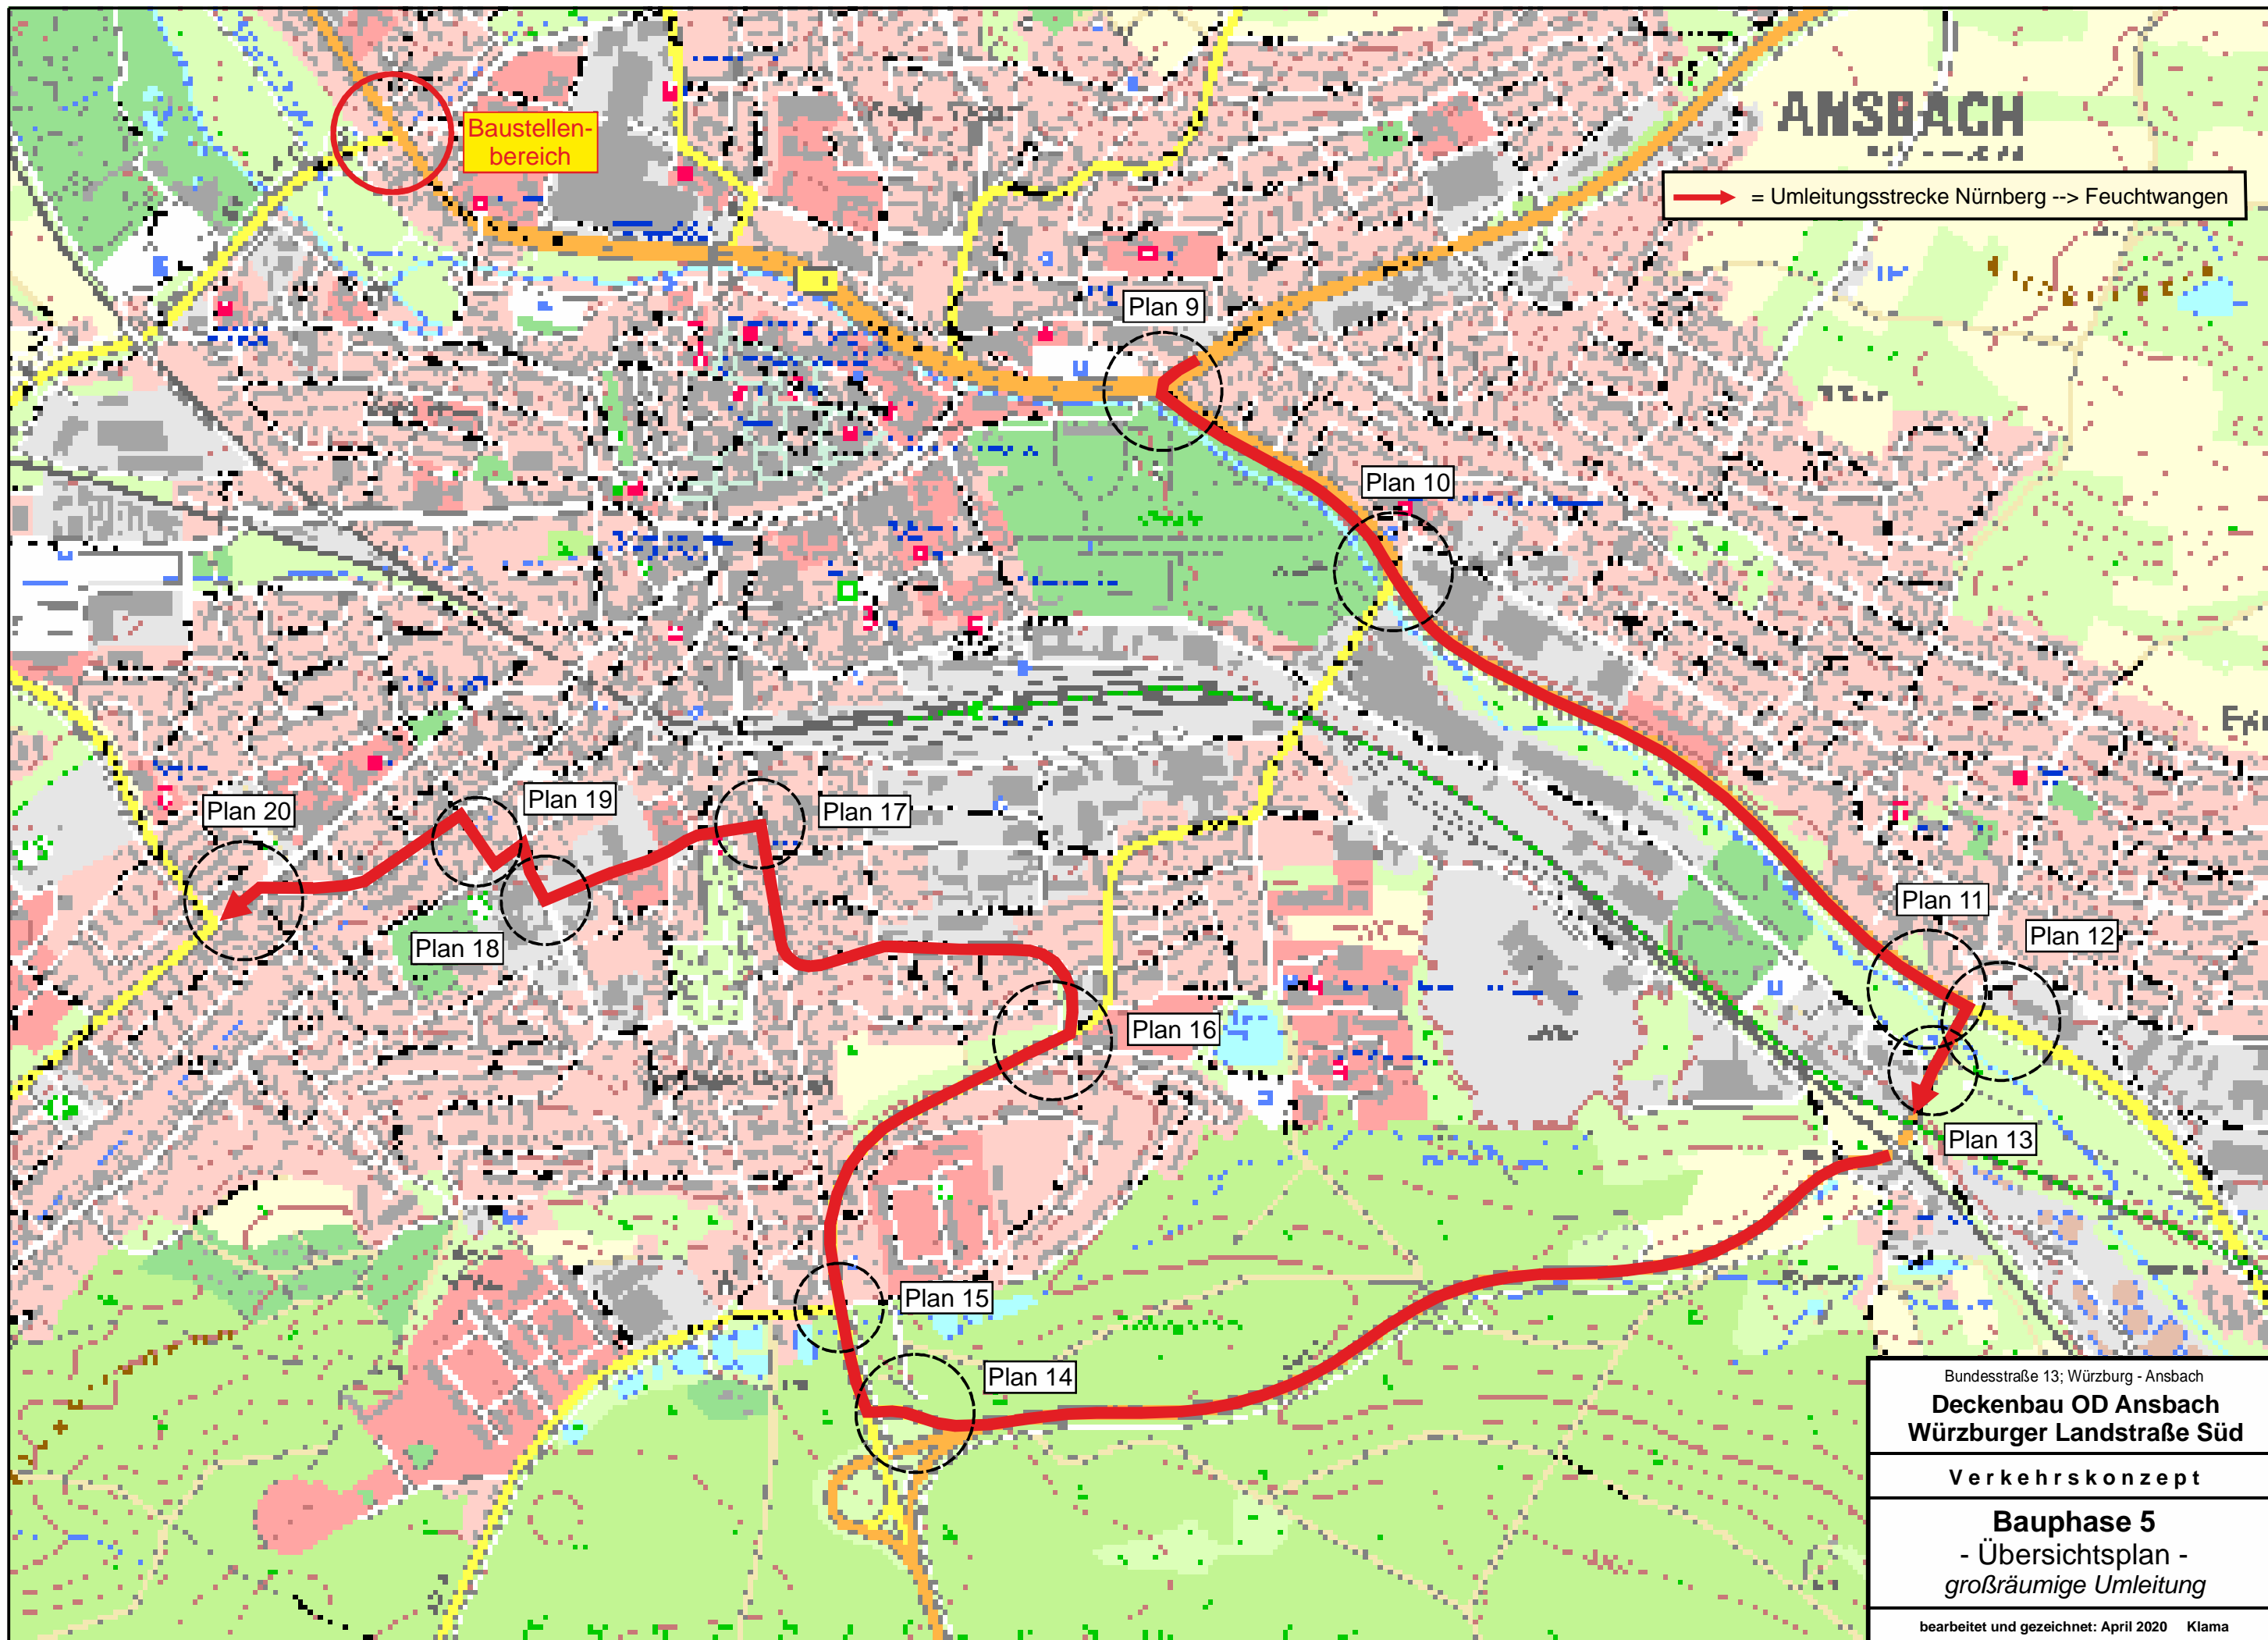 Baustellen-
bereich
ANSBACH
= Umleitungsstrecke Nürnberg --> Feuchtwangen
Plan 9
Plan 10
Plan 19
Plan 17
Plan 20
Plan 11
Plan 12
Plan 18
Plan 16
Plan 13
Plan 15
Plan 14
Bundesstraße 13; Würzburg - Ansbach
Deckenbau OD Ansbach
Würzburger Landstraße Süd
Verkehrskonzept
Bauphase 5
- Übersichtsplan -
großräumige Umleitung
bearbeitet und gezeichnet: April 2020 Klama